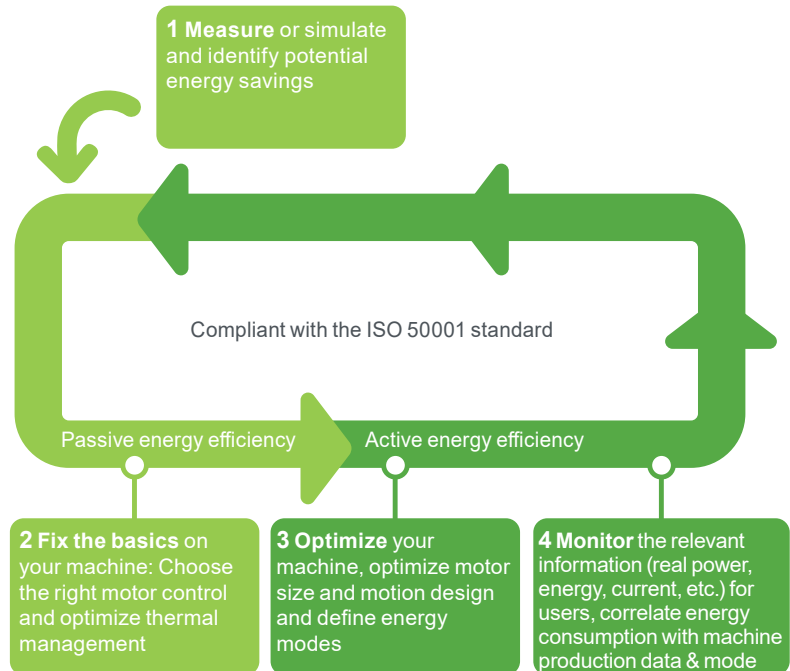 1 Measure or simulate
and identify potential
energy savings
Compliant with the ISO 50001 standard
Passive energy efficiency
Active energy efficiency
2 Fix the basics on
your machine: Choose
the right motor control
and optimize thermal
management
3 Optimize your
machine, optimize motor
size and motion design
and define energy
modes
4 Monitor the relevant
information (real power,
energy, current, etc.) for
users, correlate energy
consumption with machine
production data & mode